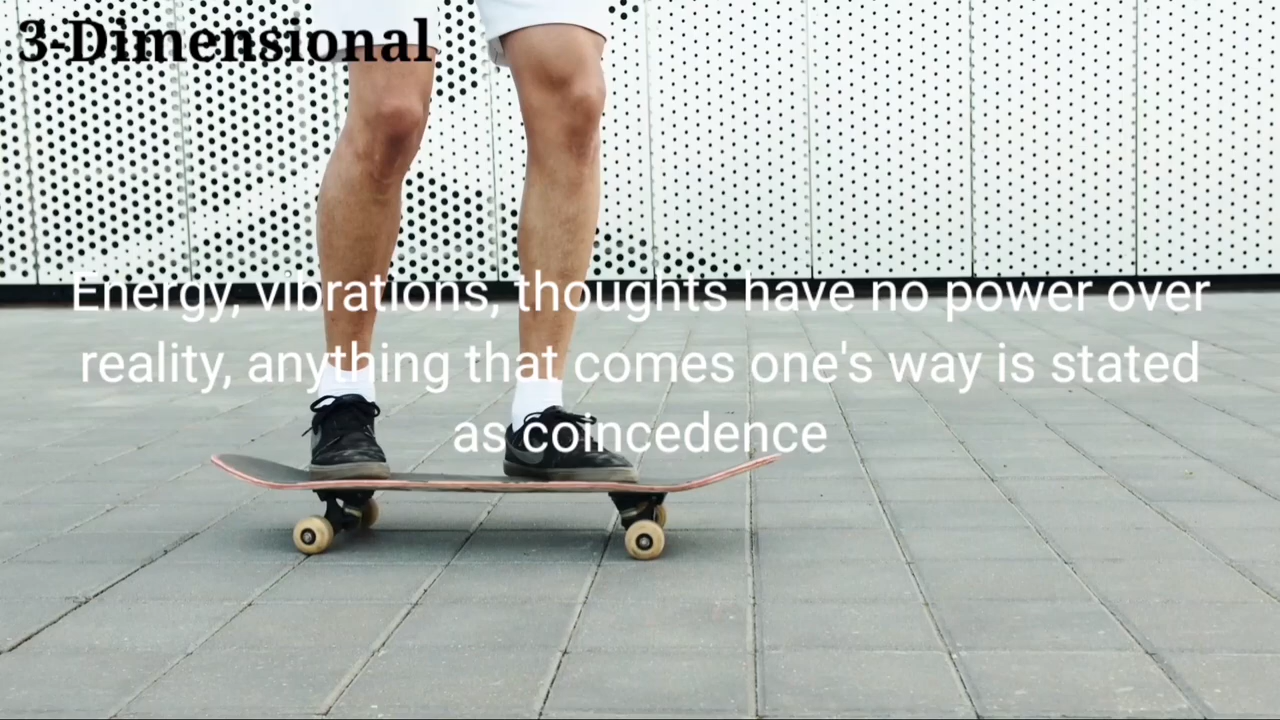 3-Dimensional
Energy, vibrations, thoughts have no power over
reality, anything that comes one's way is stated
as coincedence